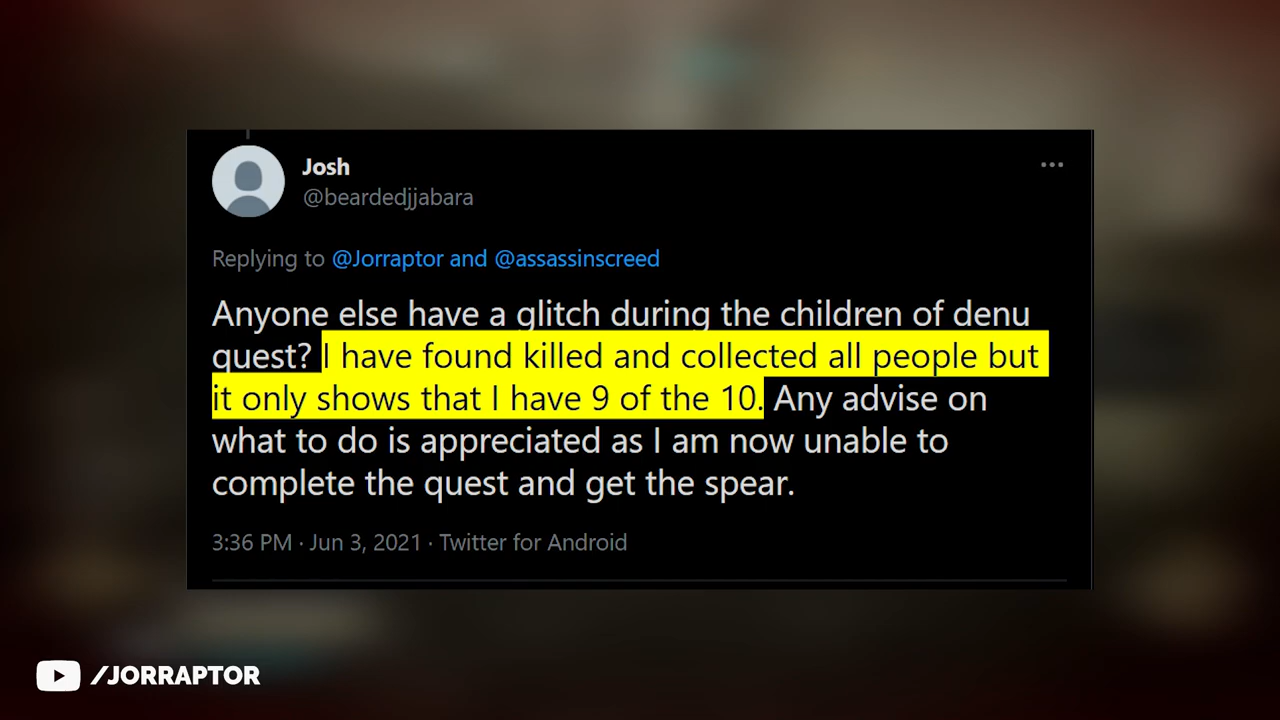 Josh
@beardedjjabara
Replying to @Jorraptor and @assassinscreed
Anyone else have a glitch during the children of denu
quest? I have found killed and collected all people but
it only shows that I have 9 of the 10. Any advise on
what to do is appreciated as I am now unable to
complete the quest and get the spear.
3:36 PM · Jun 3, 2021 · Twitter for Android
/JORRAPTOR